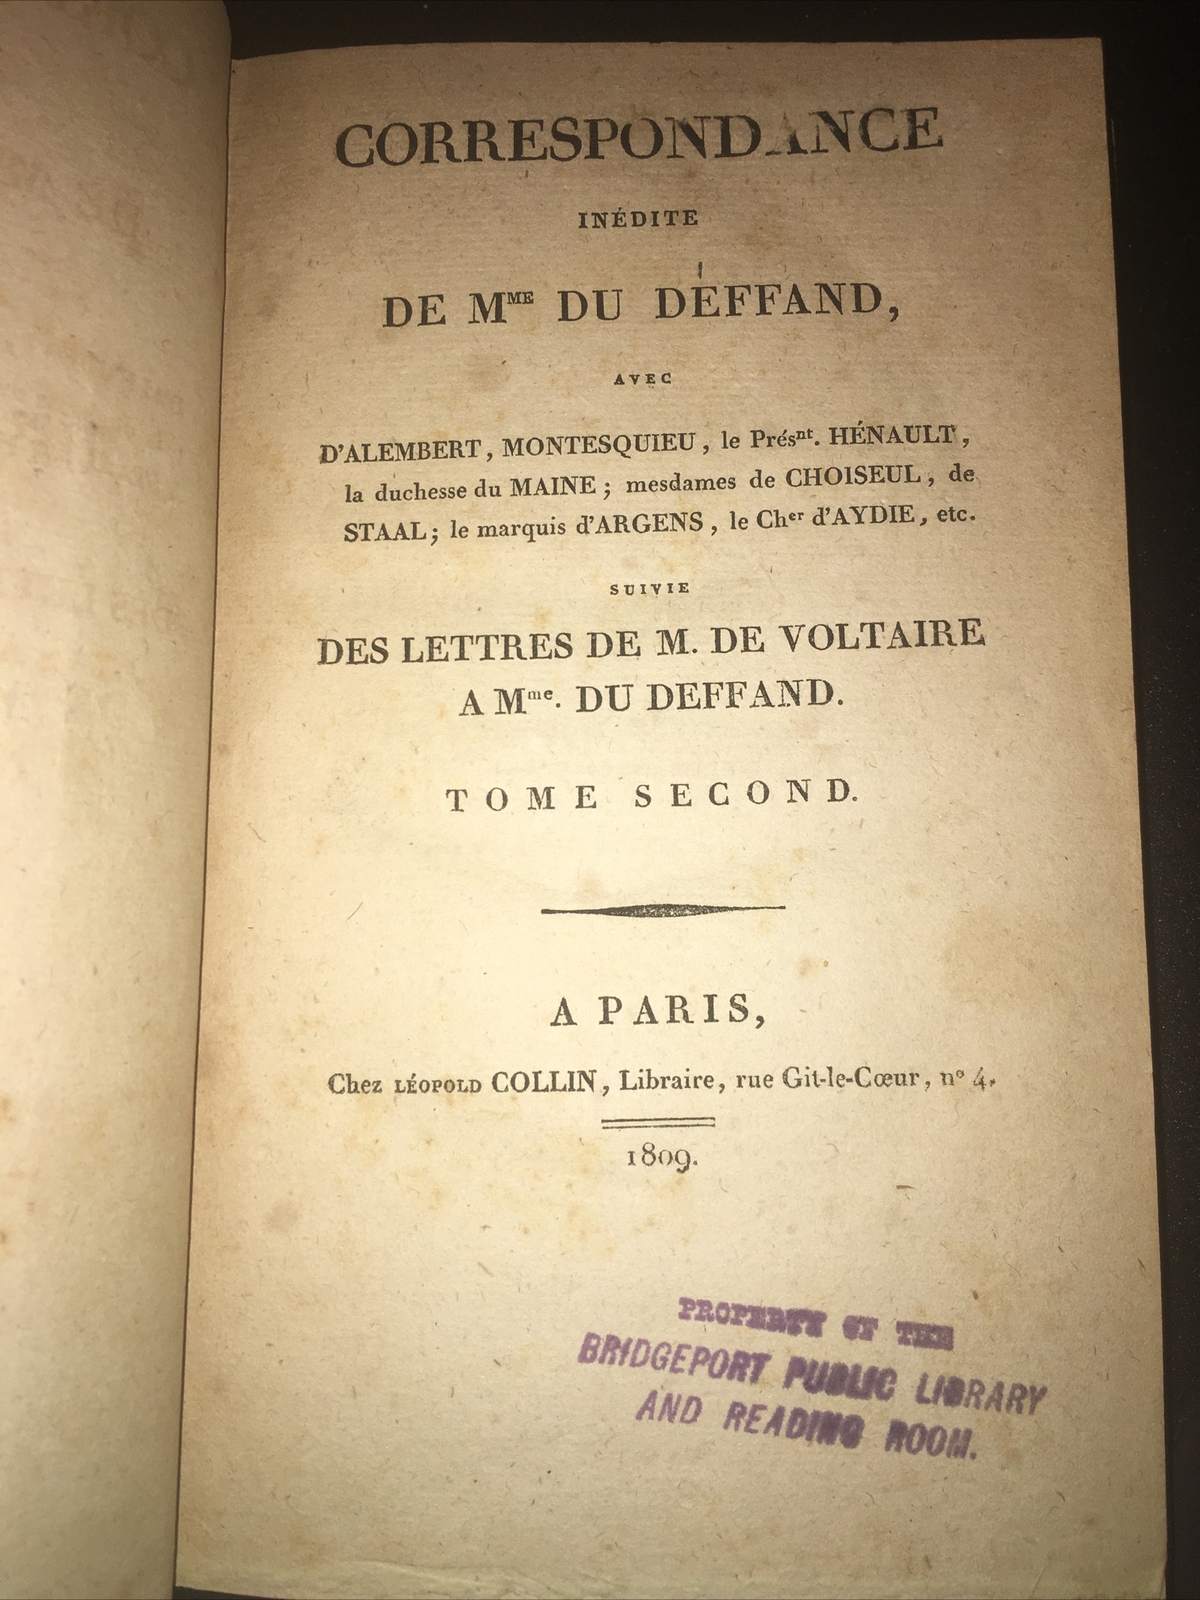 CORRESPONDANCE
INÉDITE
DE MME DU DÉFFAND,
AVEC
D'ALEMBERT, MONTESQUIEU, le Présnt. HÉNAULT,
la duchesse du MAINE; mesdames de CHOISEUL, de
STAAL; le marquis d'ARGENS, le Cher d'AYDIE, etc.
SUIVIE
DES LETTRES DE M. DE VOLTAIRE
A Mme. DU DEFFAND.
TOME SECOND.
A PARIS,
Chez LÉOPOLD COLLIN, Libraire, rue Git-le-Cœur, n° 4.
1809.
PROPERTY OF THE
BRIDGEPORT PUBLIC LIBRARY
AND READING ROOM.